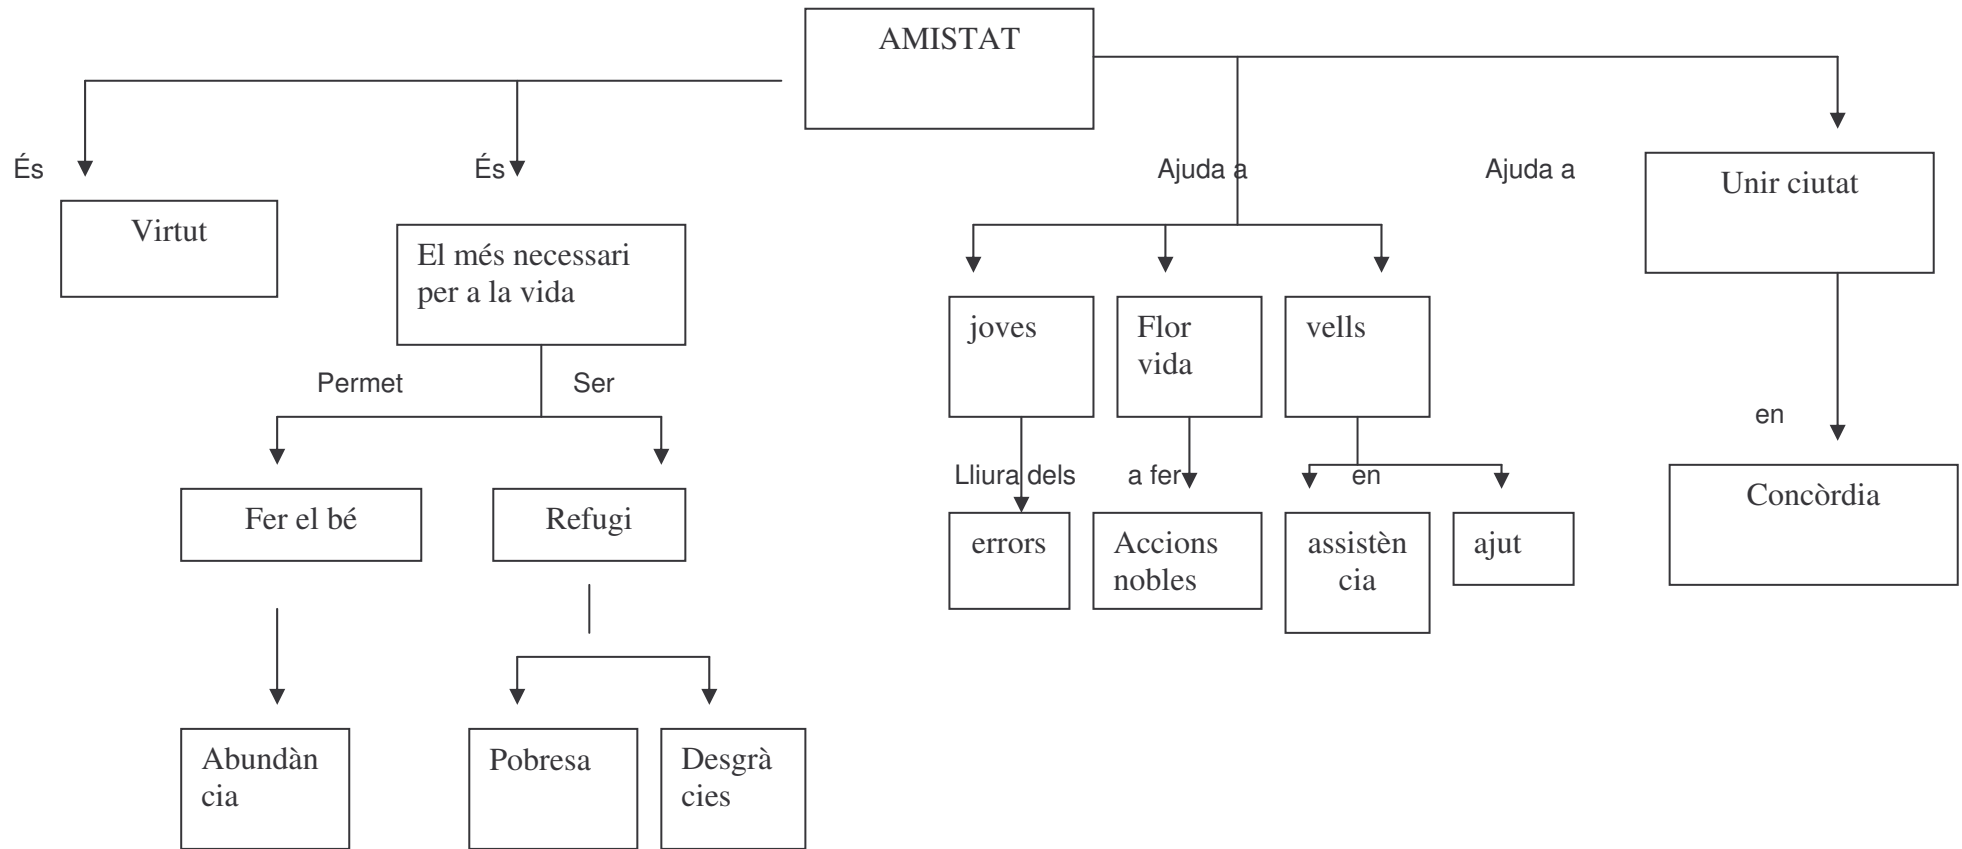 AMISTAT
És
És
Ajuda a
Ajuda a
Virtut
El més necessari
per a la vida
Unir ciutat
Permet
Ser
joves
Flor
vida
vells
en
Fer el bé
Refugi
Lliura dels
a fer
en
Concòrdia
errors
Accions
nobles
assistèn
cia
ajut
Abundàn
cia
Pobresa
Desgrà
cies